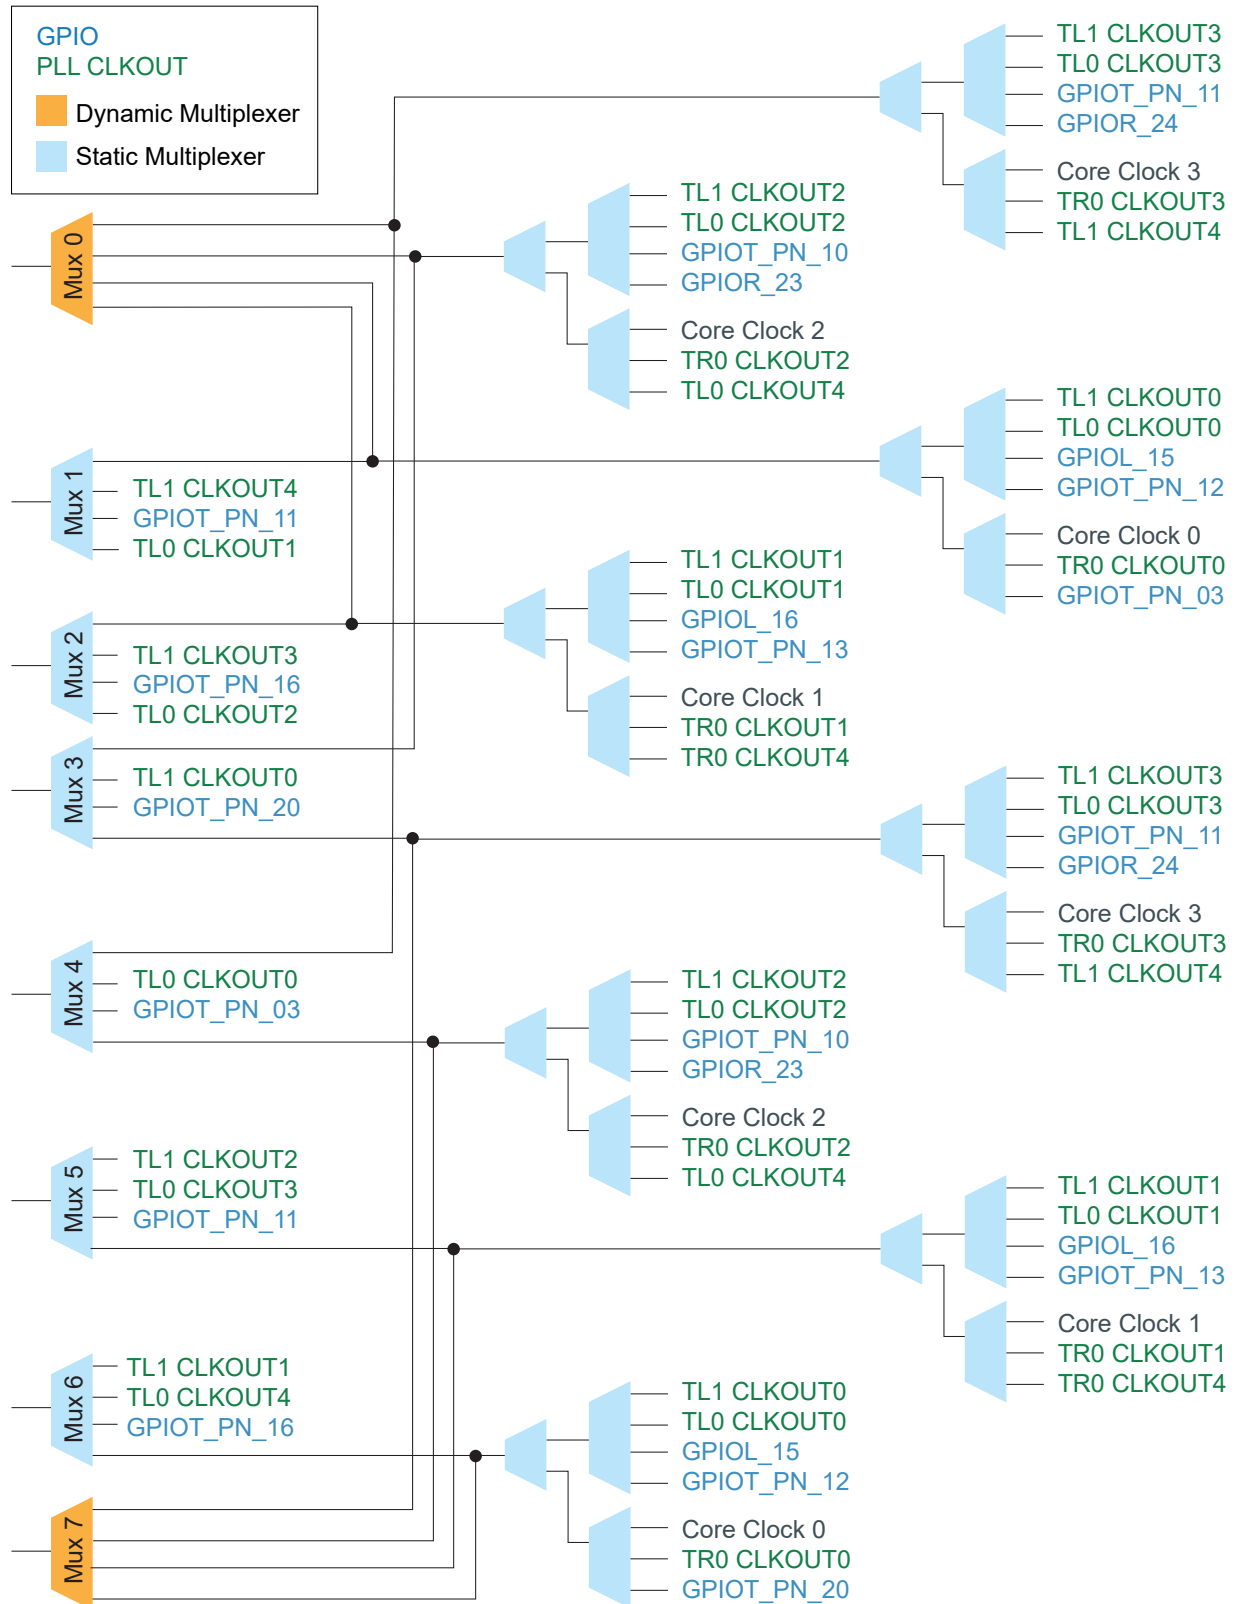 GPIO
PLL CLKOUT
Dynamic Multiplexer
Static Multiplexer
TL1 CLKOUT3
TL0 CLKOUT3
GPIOT_PN_11
GPIOR_24
Core Clock 3
TR0 CLKOUT3
TL1 CLKOUT4
Mux 0
TL1 CLKOUT2
TL0 CLKOUT2
GPIOT_PN_10
GPIOR_23
Core Clock 2
TR0 CLKOUT2
TL0 CLKOUT4
Mux 1
TL1 CLKOUT4
GPIOT_PN_11
TL0 CLKOUT1
TL1 CLKOUT0
TL0 CLKOUT0
GPIOL_15
GPIOT_PN_12
Core Clock 0
TR0 CLKOUT0
GPIOT_PN_03
Mux 2
TL1 CLKOUT3
GPIOT_PN_16
TL0 CLKOUT2
TL1 CLKOUT1
TL0 CLKOUT1
GPIOL_16
GPIOT_PN_13
Core Clock 1
TR0 CLKOUT1
TR0 CLKOUT4
Mux 3
TL1 CLKOUT0
GPIOT_PN_20
TL1 CLKOUT3
TL0 CLKOUT3
GPIOT_PN_11
GPIOR_24
Core Clock 3
TR0 CLKOUT3
TL1 CLKOUT4
Mux 4
TL0 CLKOUT0
GPIOT_PN_03
TL1 CLKOUT2
TL0 CLKOUT2
GPIOT_PN_10
GPIOR_23
Core Clock 2
TR0 CLKOUT2
TL0 CLKOUT4
Mux 5
TL1 CLKOUT2
TL0 CLKOUT3
GPIOT_PN_11
TL1 CLKOUT1
TL0 CLKOUT1
GPIOL_16
GPIOT_PN_13
Core Clock 1
TR0 CLKOUT1
TR0 CLKOUT4
Mux 6
TL1 CLKOUT1
TL0 CLKOUT4
GPIOT_PN_16
TL1 CLKOUT0
TL0 CLKOUT0
GPIOL_15
GPIOT_PN_12
Core Clock 0
TR0 CLKOUT0
GPIOT_PN_20
Mux 7